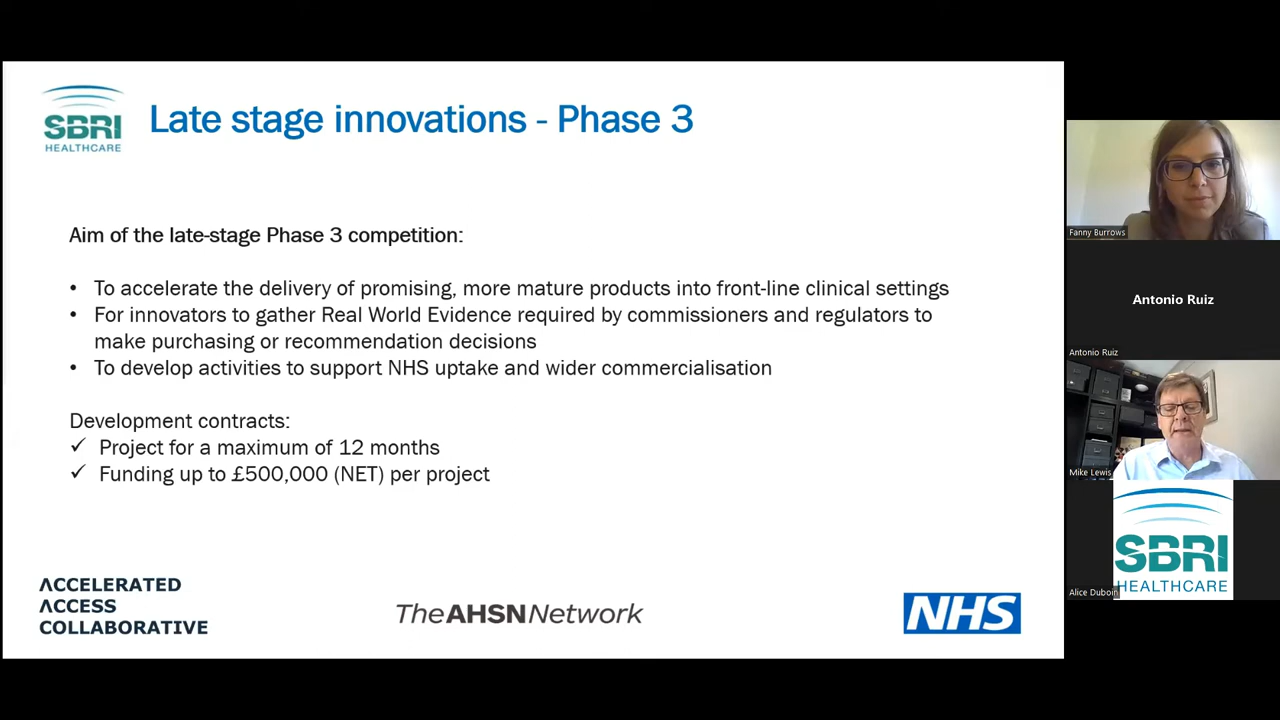 SBRI
HEALTHCARE
Late stage innovations - Phase 3
Aim of the late-stage Phase 3 competition:
• To accelerate the delivery of promising, more mature products into front-line clinical settings
• For innovators to gather Real World Evidence required by commissioners and regulators to
make purchasing or recommendation decisions
• To develop activities to support NHS uptake and wider commercialisation
Development contracts:
✓ Project for a maximum of 12 months
✓ Funding up to £500,000 (NET) per project
ACCELERATED
ACCESS
COLLABORATIVE
TheAHSNNetwork
NHS
Fanny Burrows
Antonio Ruiz
Antonio Ruiz
Mike Lewis
SBRI
HEALTHCARE
Alice Duboin